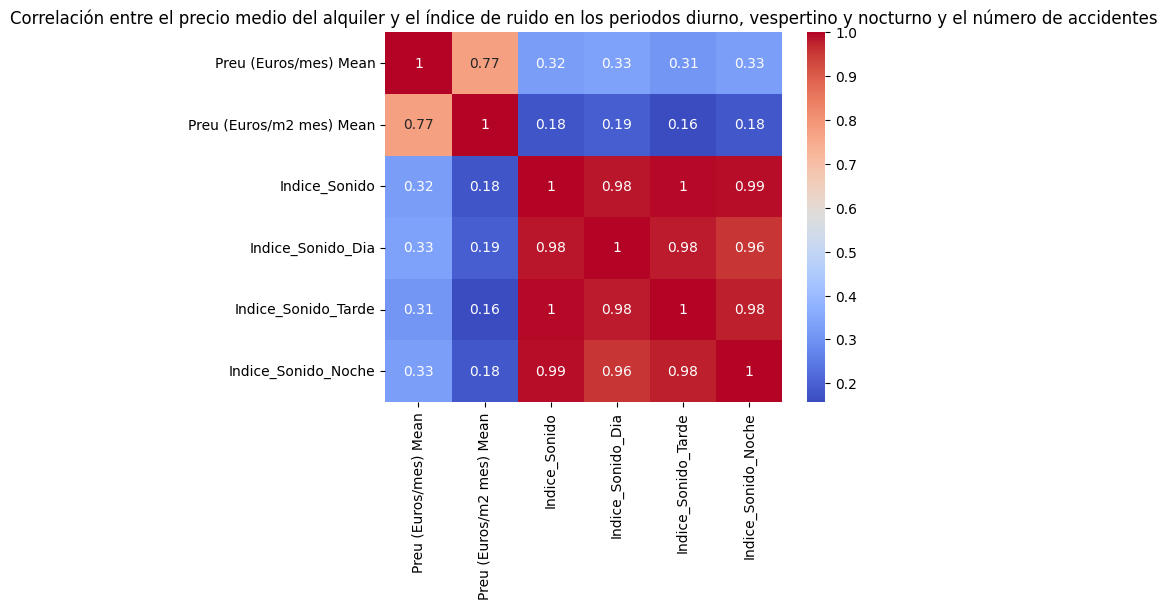 Correlación entre el precio medio del alquiler y el índice de ruido en los periodos diurno, vespertino y nocturno y el número de accidentes
Preu (Euros/mes) Mean 1 0.77 0.32 0.33 0.31 0.33
Preu (Euros/m2 mes) Mean 0.77 1 0.18 0.19 0.16 0.18
Indice_Sonido 0.32 0.18 1 0.98 1 0.99
Indice_Sonido_Dia 0.33 0.19 0.98 1 0.98 0.96
Indice_Sonido_Tarde 0.31 0.16 1 0.98 1 0.98
Indice_Sonido_Noche 0.33 0.18 0.99 0.96 0.98 1
Preu (Euros/mes) Mean
Preu (Euros/m2 mes) Mean
Indice_Sonido
Indice_Sonido_Dia
Indice_Sonido_Tarde
Indice_Sonido_Noche
1.0
0.9
0.8
0.7
0.6
0.5
0.4
0.3
0.2